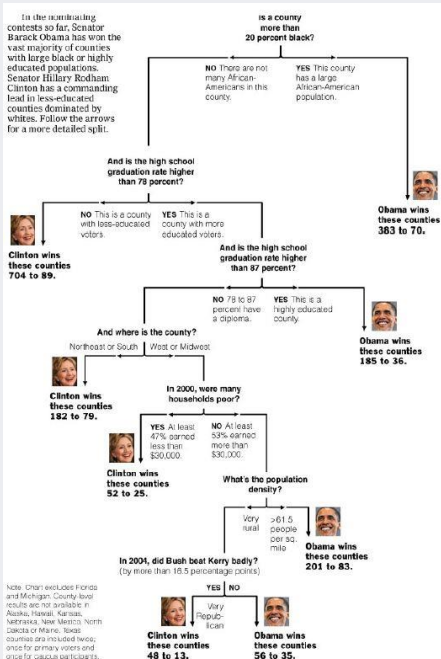 In the nominating
contests so far, Senator
Barack Obama has won the
vast majority of counties
with large black or highly
educated populations.
Senator Hillary Rodham
Clinton has a commanding
lead in less-educated
counties dominated by
whites. Follow the arrows
for a more detailed split.
Is a county
more than
20 percent black?
NO There are not
many African-
Americans in this
county.
YES This county
has a large
African-American
population.
And is the high school
graduation rate higher
than 78 percent?
Obama wins
these counties
383 to 70.
NO This is a county
with less-educated
voters.
YES This is a
county with more
educated voters.
Clinton wins
these counties
704 to 89.
And is the high school
graduation rate higher
than 87 percent?
NO 78 to 87
percent have
a diploma.
YES This is a
highly educated
county.
Obama wins
these counties
185 to 36.
And where is the county?
Northeast or South
West or Midwest
Clinton wins
these counties
182 to 79.
In 2000, were many
households poor?
YES At least
47% earned
less than
$30,000.
NO At least
53% earned
more than
$30,000.
Clinton wins
these counties
52 to 25.
What's the population
density?
Very
rural
>61.5
people
per sq.
mile
Obama wins
these counties
201 to 83.
In 2004, did Bush beat Kerry badly?
(by more than 16.5 percentage points)
YES NO
Very
Repub-
lican
Clinton wins
these counties
48 to 13.
Obama wins
these counties
56 to 35.
Note: Chart excludes Florida
and Michigan. County-level
results are not available in
Alaska, Hawaii, Kansas,
Nebraska, New Mexico, North
Dakota or Maine. Texas
counties are included twice;
once for primary voters and
once for caucus participants.